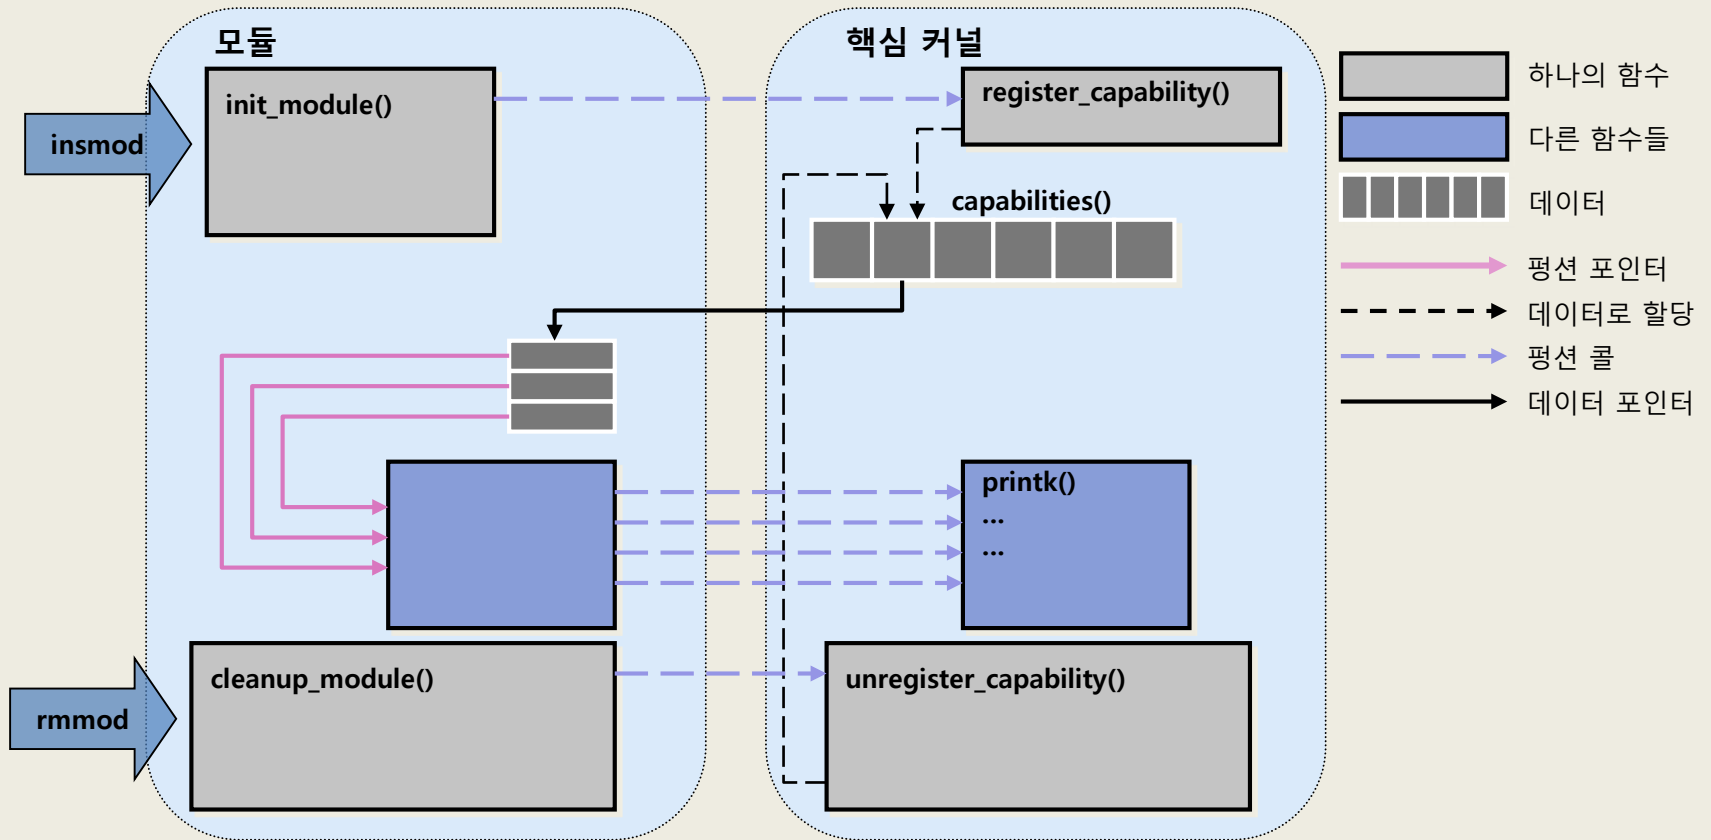 모듈
핵심 커널
init_module()
register_capability()
insmod
capabilities()
printk()
...
...
cleanup_module()
unregister_capability()
rmmod
하나의 함수
다른 함수들
데이터
펑션 포인터
데이터로 할당
펑션 콜
데이터 포인터